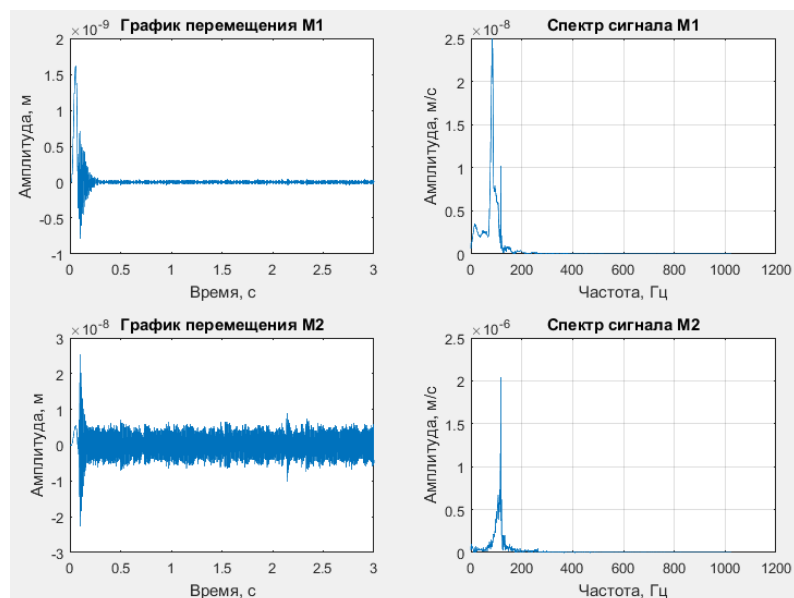 График перемещения M1
×10⁻⁹
2
1.5
1
0.5
0
-0.5
-1
Амплитуда, м
0 0.5 1 1.5 2 2.5 3
Время, с
Спектр сигнала M1
×10⁻⁸
2.5
2
1.5
1
0.5
0
Амплитуда, м/с
0 200 400 600 800 1000 1200
Частота, Гц
График перемещения M2
×10⁻⁸
3
2
1
0
-1
-2
-3
Амплитуда, м
0 0.5 1 1.5 2 2.5 3
Время, с
Спектр сигнала M2
×10⁻⁶
2.5
2
1.5
1
0.5
0
Амплитуда, м/с
0 200 400 600 800 1000 1200
Частота, Гц